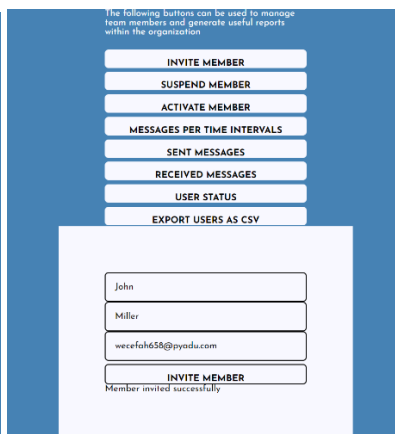 The following buttons can be used to manage
team members and generate useful reports
within the organization
INVITE MEMBER
SUSPEND MEMBER
ACTIVATE MEMBER
MESSAGES PER TIME INTERVALS
SENT MESSAGES
RECEIVED MESSAGES
USER STATUS
EXPORT USERS AS CSV
John
Miller
wecefah658@pyadu.com
INVITE MEMBER
Member invited successfully